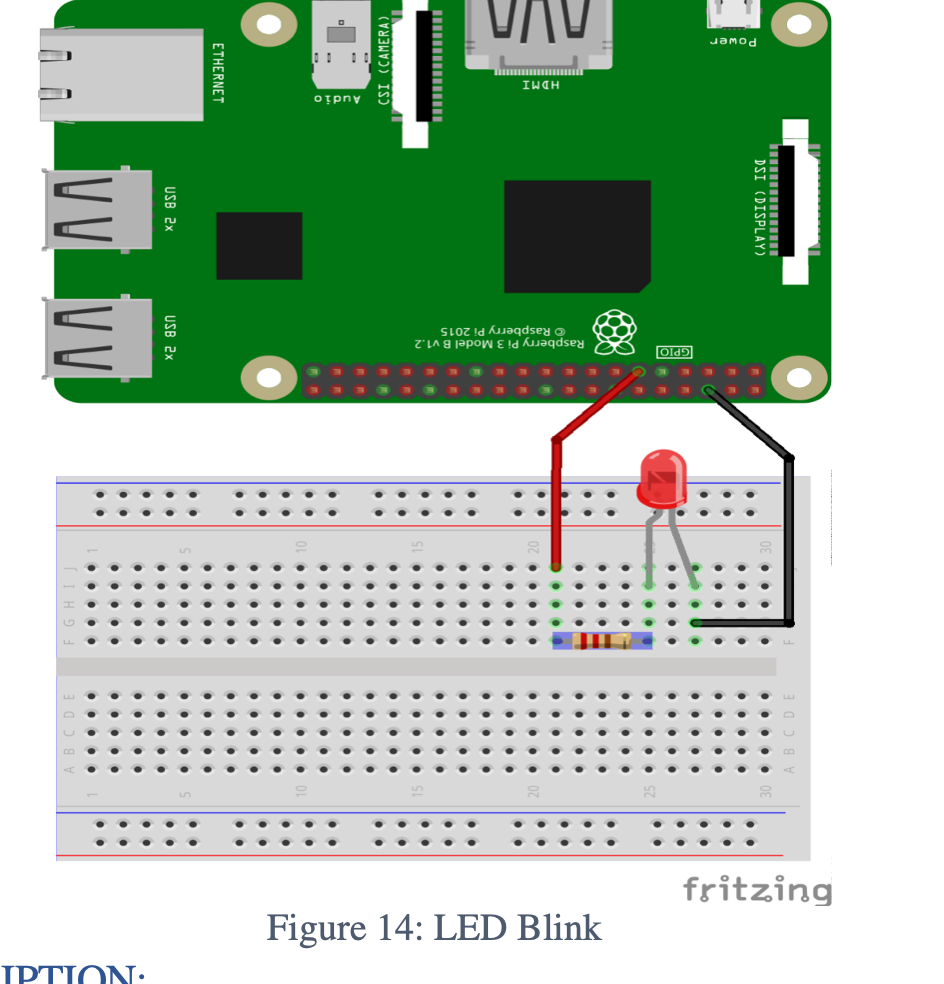 ETHERNET
Audio
CSI (CAMERA)
HDMI
Power
USB 2x
DSI (DISPLAY)
USB 2x
© Raspberry Pi 2015
Raspberry Pi 3 Model B v1.2
GPIO
1 5 10 15 20 25 30
J J
I
H
G
F F
E E
D D
C C
B B
A A
1 5 10 15 20 25 30
fritzing
Figure 14: LED Blink
IPTION: